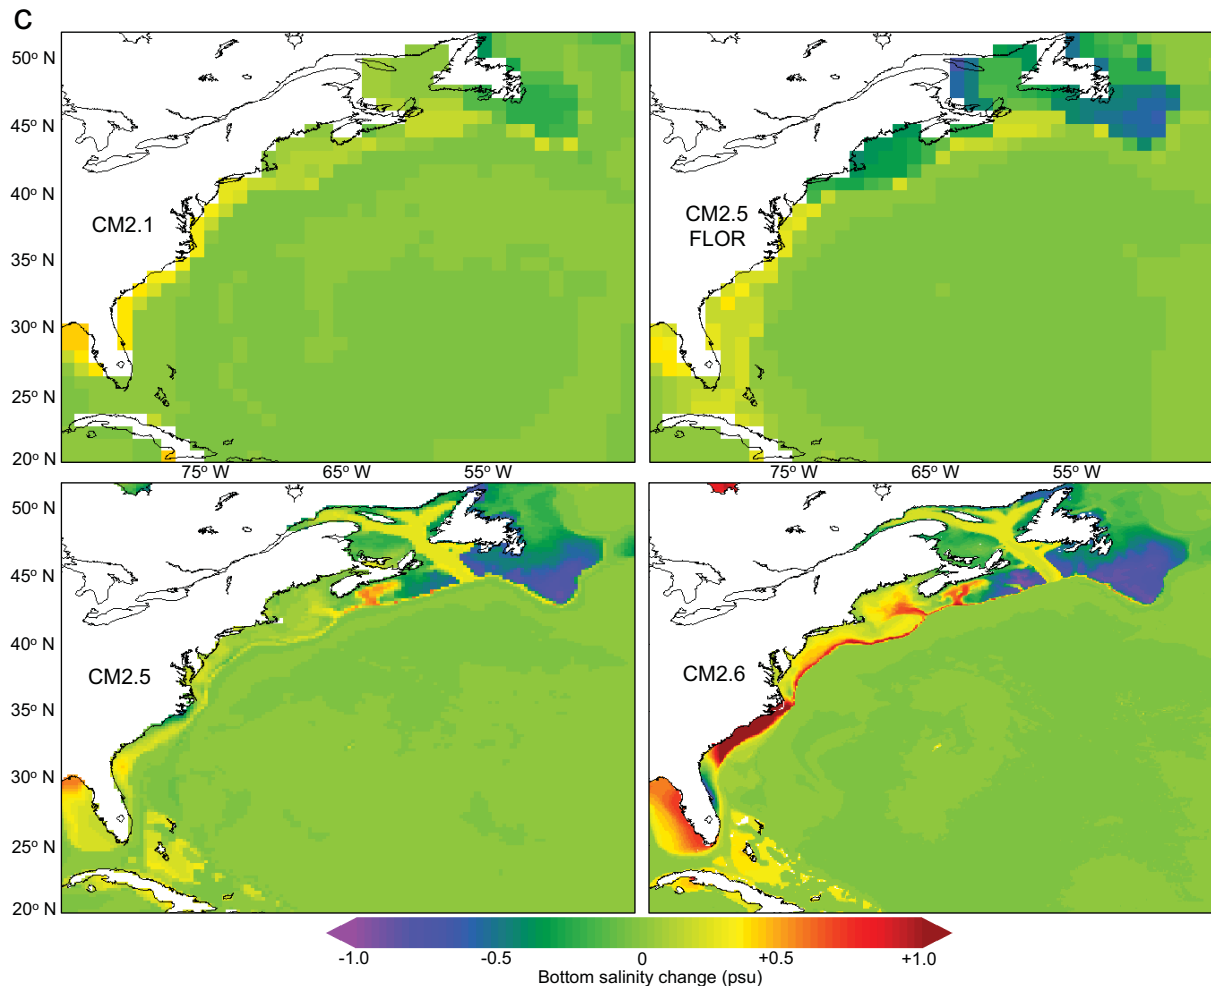 C
50° N
45° N
40° N
35° N
30° N
25° N
20° N
CM2.1
CM2.5
FLOR
75° W
65° W
55° W
75° W
65° W
55° W
50° N
45° N
40° N
35° N
30° N
25° N
20° N
CM2.5
CM2.6
-1.0
-0.5
0
+0.5
+1.0
Bottom salinity change (psu)